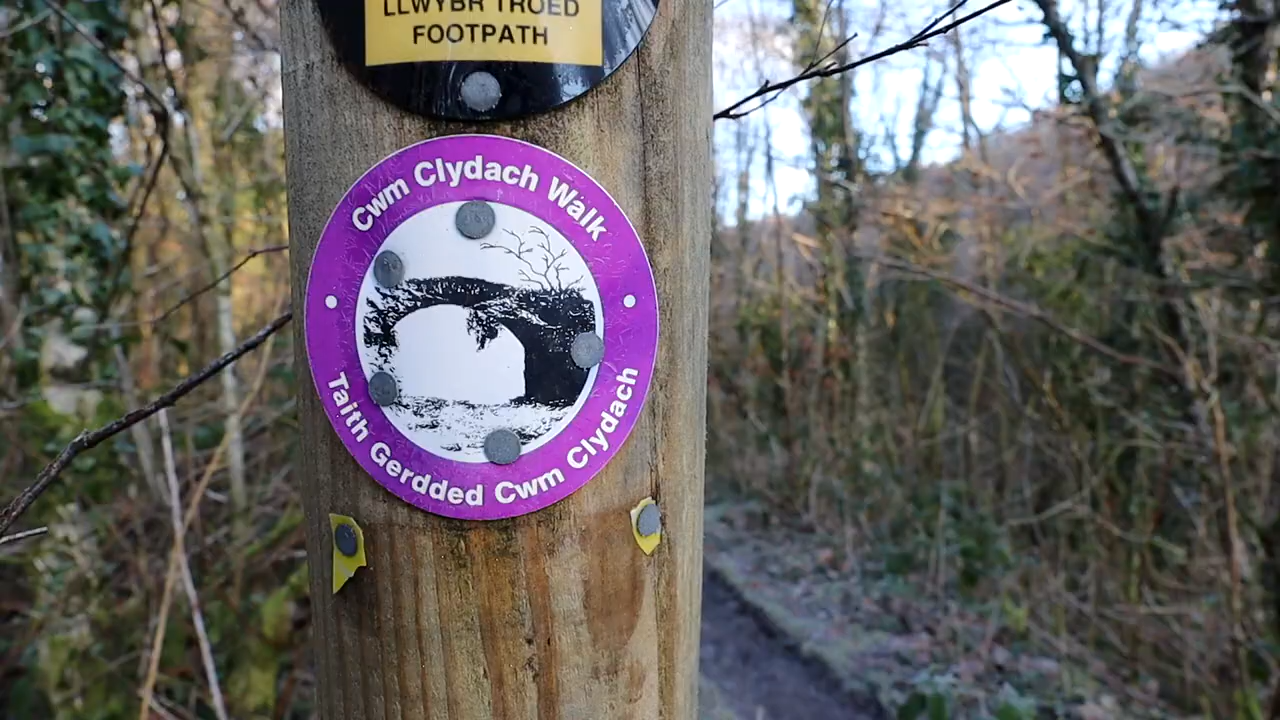 LLWYBR TROED
FOOTPATH
Cwm Clydach Walk
Taith Gerdded Cwm Clydach